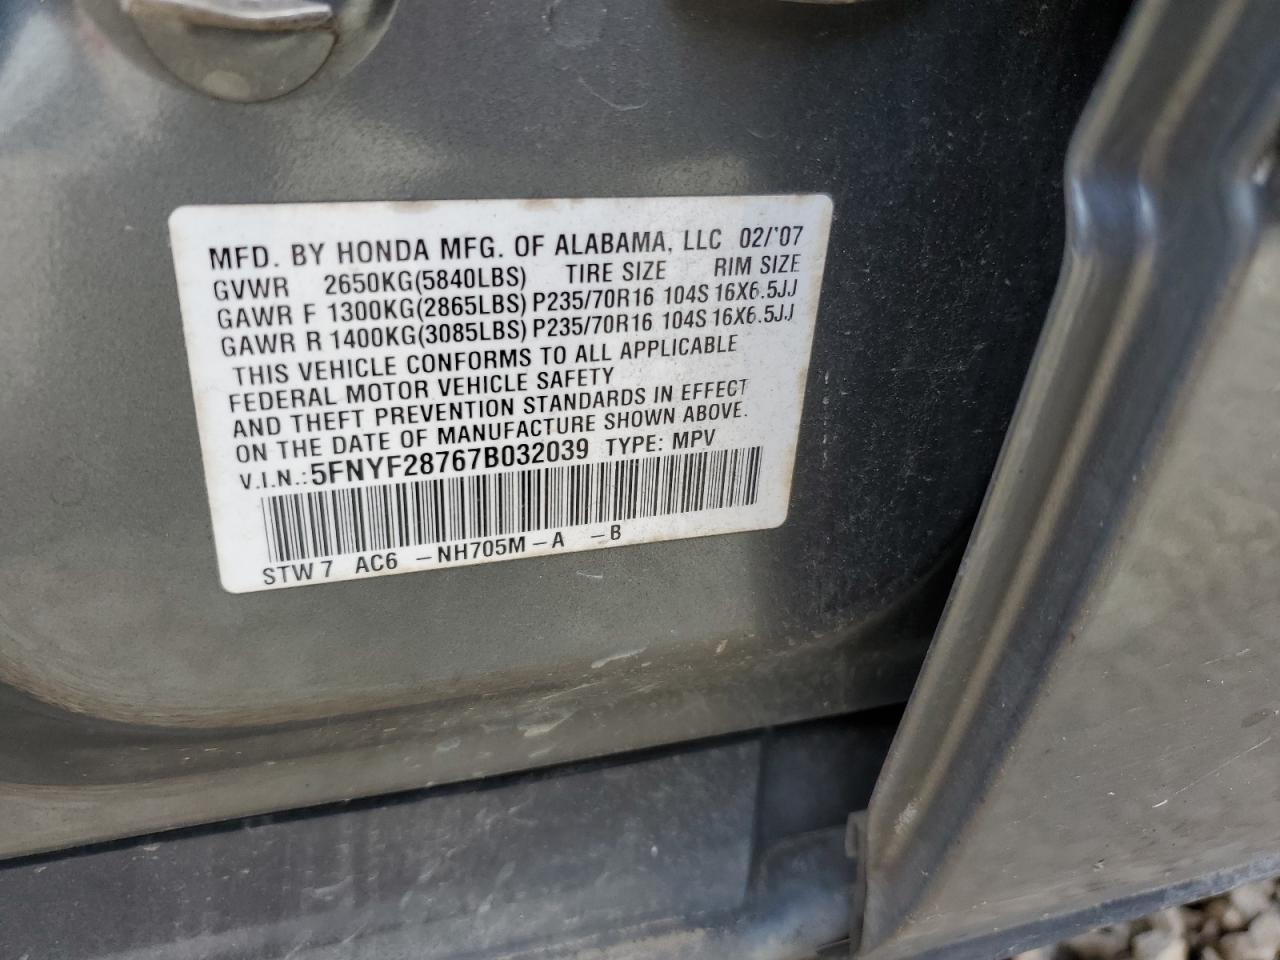 MFD. BY HONDA MFG. OF ALABAMA, LLC 02/'07
GVWR 2650KG(5840LBS) TIRE SIZE RIM SIZE
GAWR F 1300KG(2865LBS) P235/70R16 104S 16X6.5JJ
GAWR R 1400KG(3085LBS) P235/70R16 104S 16X6.5JJ
THIS VEHICLE CONFORMS TO ALL APPLICABLE
FEDERAL MOTOR VEHICLE SAFETY
AND THEFT PREVENTION STANDARDS IN EFFECT
ON THE DATE OF MANUFACTURE SHOWN ABOVE.
V.I.N.:5FNYF28767B032039 TYPE: MPV
STW7 AC6 -NH705M-A -B